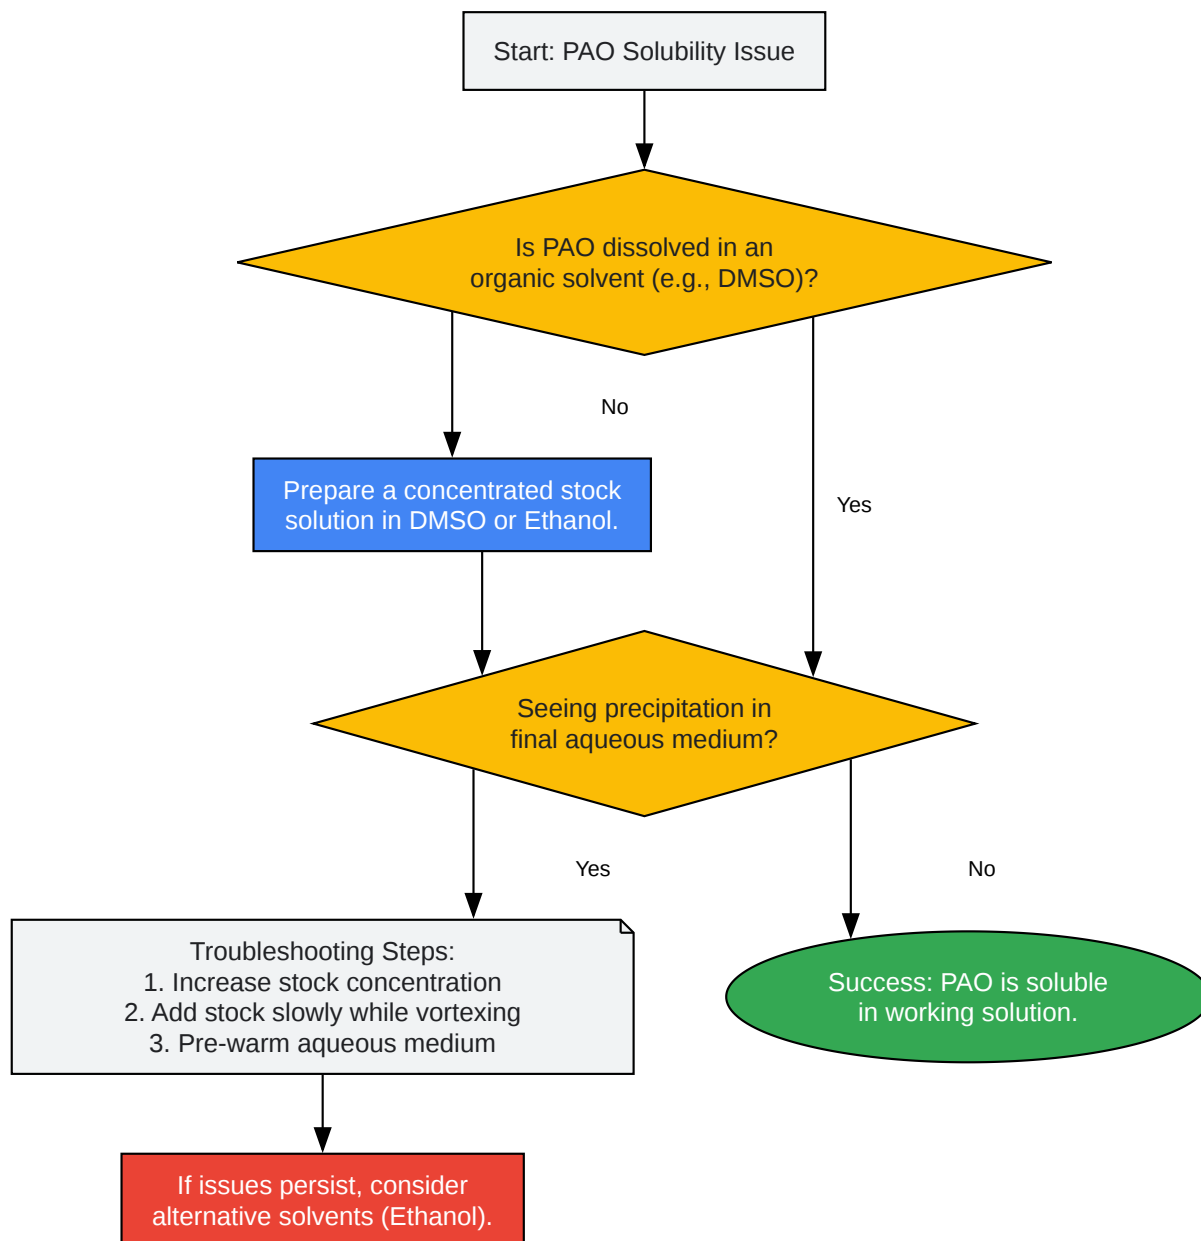 Start: PAO Solubility Issue
Is PAO dissolved in an
organic solvent (e.g., DMSO)?
No
Prepare a concentrated stock
solution in DMSO or Ethanol.
Yes
Seeing precipitation in
final aqueous medium?
Yes
No
Troubleshooting Steps:
1. Increase stock concentration
2. Add stock slowly while vortexing
3. Pre-warm aqueous medium
Success: PAO is soluble
in working solution.
If issues persist, consider
alternative solvents (Ethanol).